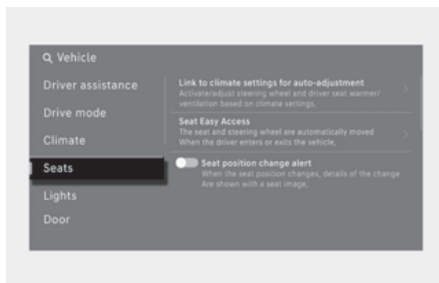 Vehicle
Driver assistance
Drive mode
Climate
Seats
Lights
Door
Link to climate settings for auto-adjustment
Activate/adjust steering wheel and driver seat warmer/
ventilation based on climate settings,
Seat Easy Access
The seat and steering wheel are automatically moved
When the driver enters or exits the vehicle,
Seat position change alert
When the seat position changes, details of the change
Are shown with a seat image,